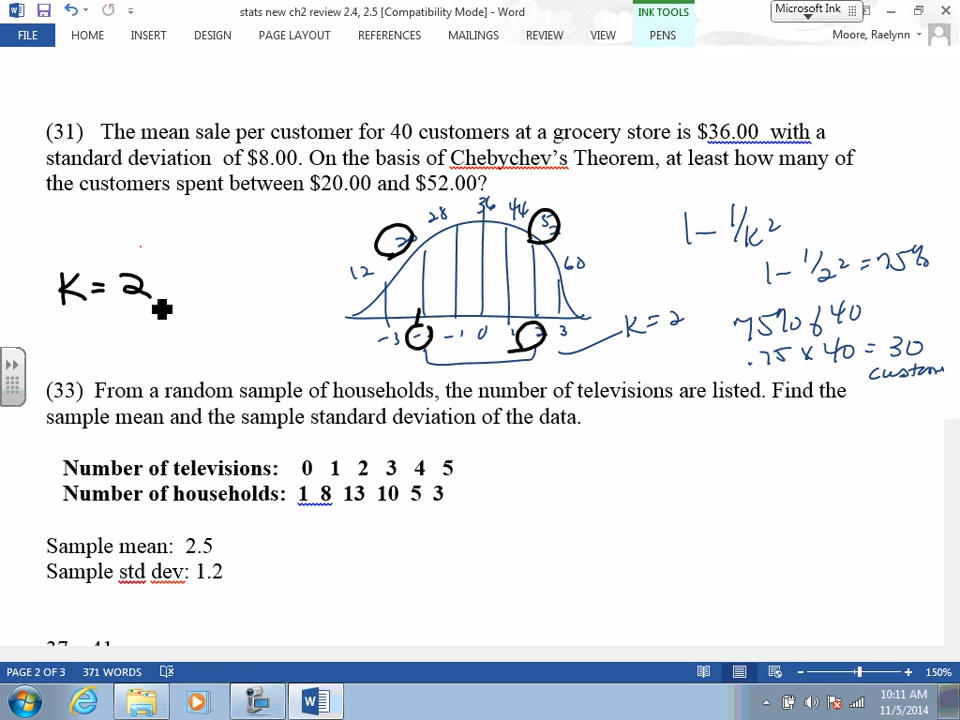 stats new ch2 review 2.4, 2.5 [Compatibility Mode] - Word
INK TOOLS
Microsoft Ink
FILE HOME INSERT DESIGN PAGE LAYOUT REFERENCES MAILINGS REVIEW VIEW PENS
Moore, Raelynn
(31) The mean sale per customer for 40 customers at a grocery store is $36.00 with a
standard deviation of $8.00. On the basis of Chebychev's Theorem, at least how many of
the customers spent between $20.00 and $52.00?
12 20 28 36 44 52 60
-3 -2 -1 0 1 2 3
K = 2
K = 2
1 - 1/K²
1 - 1/2² = 75%
75% of 40
.75 x 40 = 30
custom
(33) From a random sample of households, the number of televisions are listed. Find the
sample mean and the sample standard deviation of the data.
Number of televisions: 0 1 2 3 4 5
Number of households: 1 8 13 10 5 3
Sample mean: 2.5
Sample std dev: 1.2
PAGE 2 OF 3 371 WORDS
150%
10:11 AM
11/5/2014